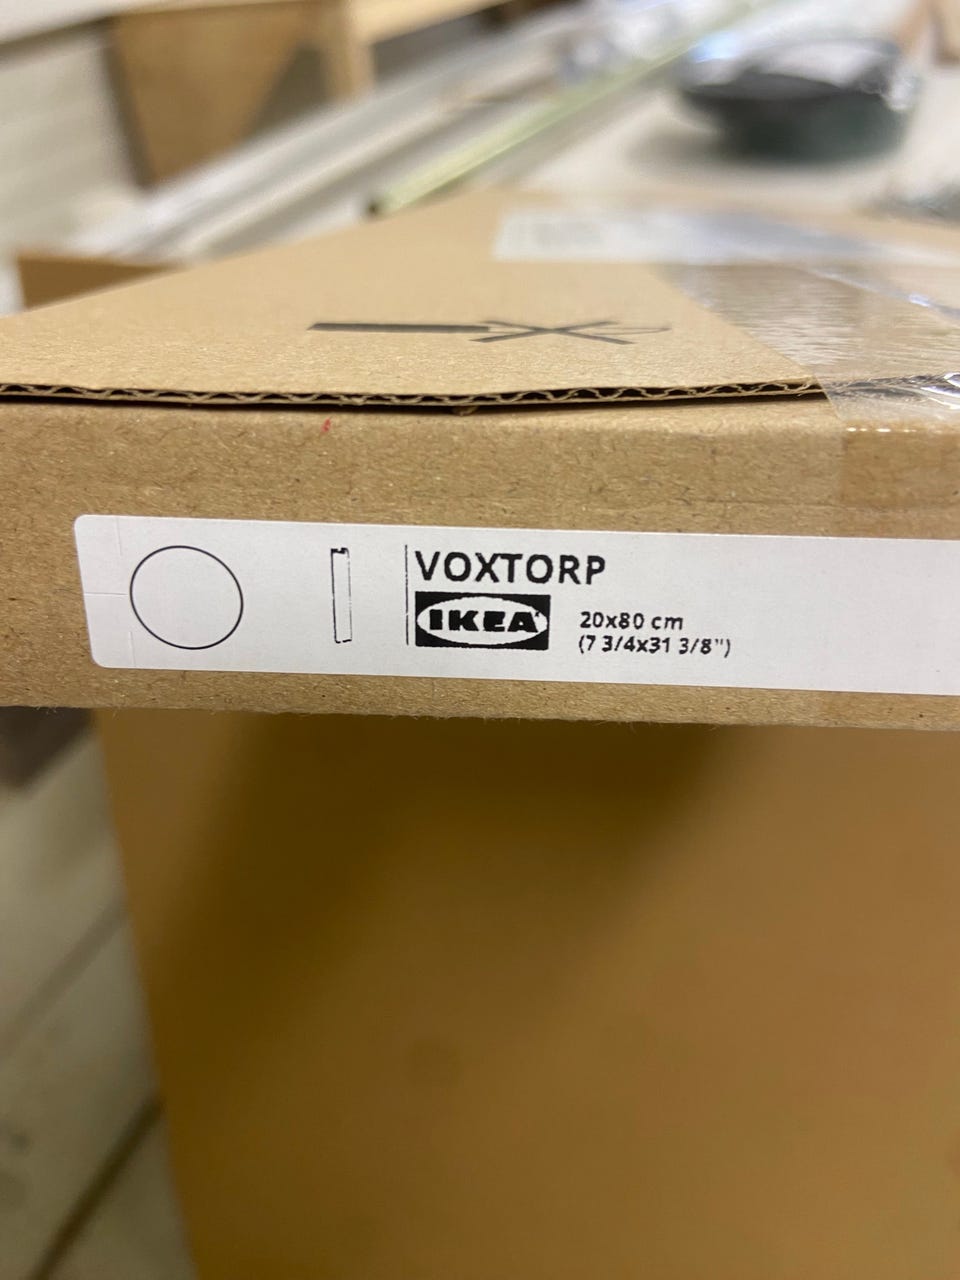 VOXTORP
IKEA
20x80 cm
(7 3/4x31 3/8")